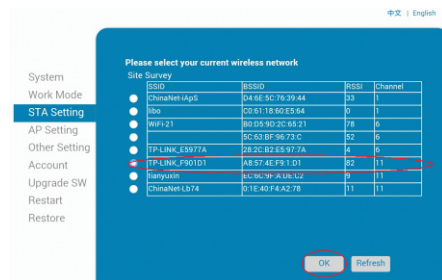 中文 | English
Please select your current wireless network
Site Survey
SSID BSSID RSSI Channel
ChinaNet-iApS D4:6E:5C:76:39:44 33 1
libo C0:61:18:60:E5:64 0 1
WiFi-21 B0:D5:9D:2C:65:21 78 6
5C:63:BF:96:73:C 52 6
TP-LINK_E5977A 28:2C:B2:E5:97:7A 4 6
TP-LINK_F901D1 A8:57:4E:F9:1:D1 82 11
tianyuxin EC:6C:9F:A:DE:C2 9 11
ChinaNet-Lb74 0:1E:40:F4:A2:78 11 11
System
Work Mode
STA Setting
AP Setting
Other Setting
Account
Upgrade SW
Restart
Restore
OK Refresh